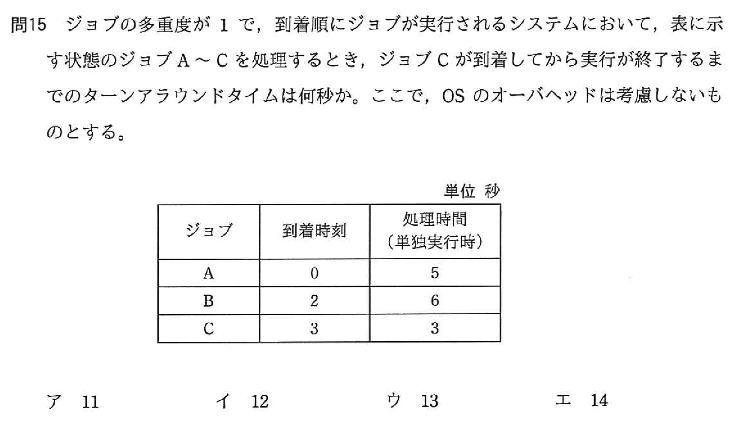 問15 ジョブの多重度が 1 で，到着順にジョブが実行されるシステムにおいて，表に示
す状態のジョブ A～C を処理するとき，ジョブ C が到着してから実行が終了するま
でのターンアラウンドタイムは何秒か。ここで，OS のオーバヘッドは考慮しないも
のとする。
単位 秒
ジョブ 到着時刻 処理時間
(単独実行時)
A 0 5
B 2 6
C 3 3
ア 11 イ 12 ウ 13 エ 14